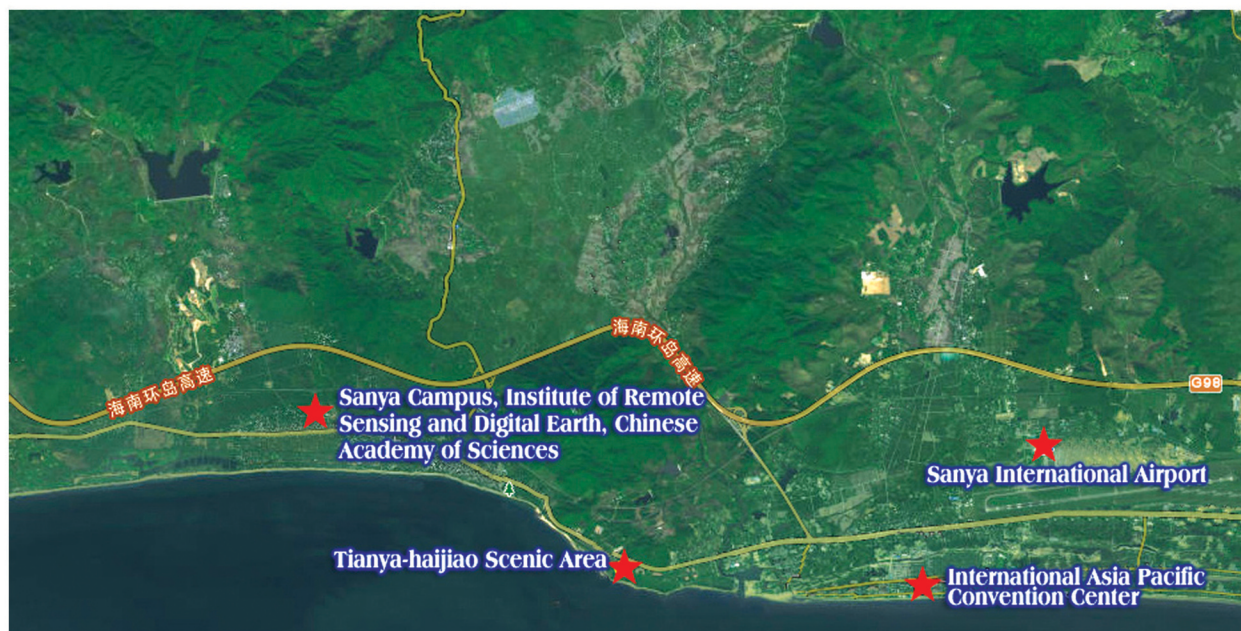 海南环岛高速
海南环岛高速
G98
Sanya Campus, Institute of Remote
Sensing and Digital Earth, Chinese
Academy of Sciences
Sanya International Airport
Tianya-haijiao Scenic Area
International Asia Pacific
Convention Center